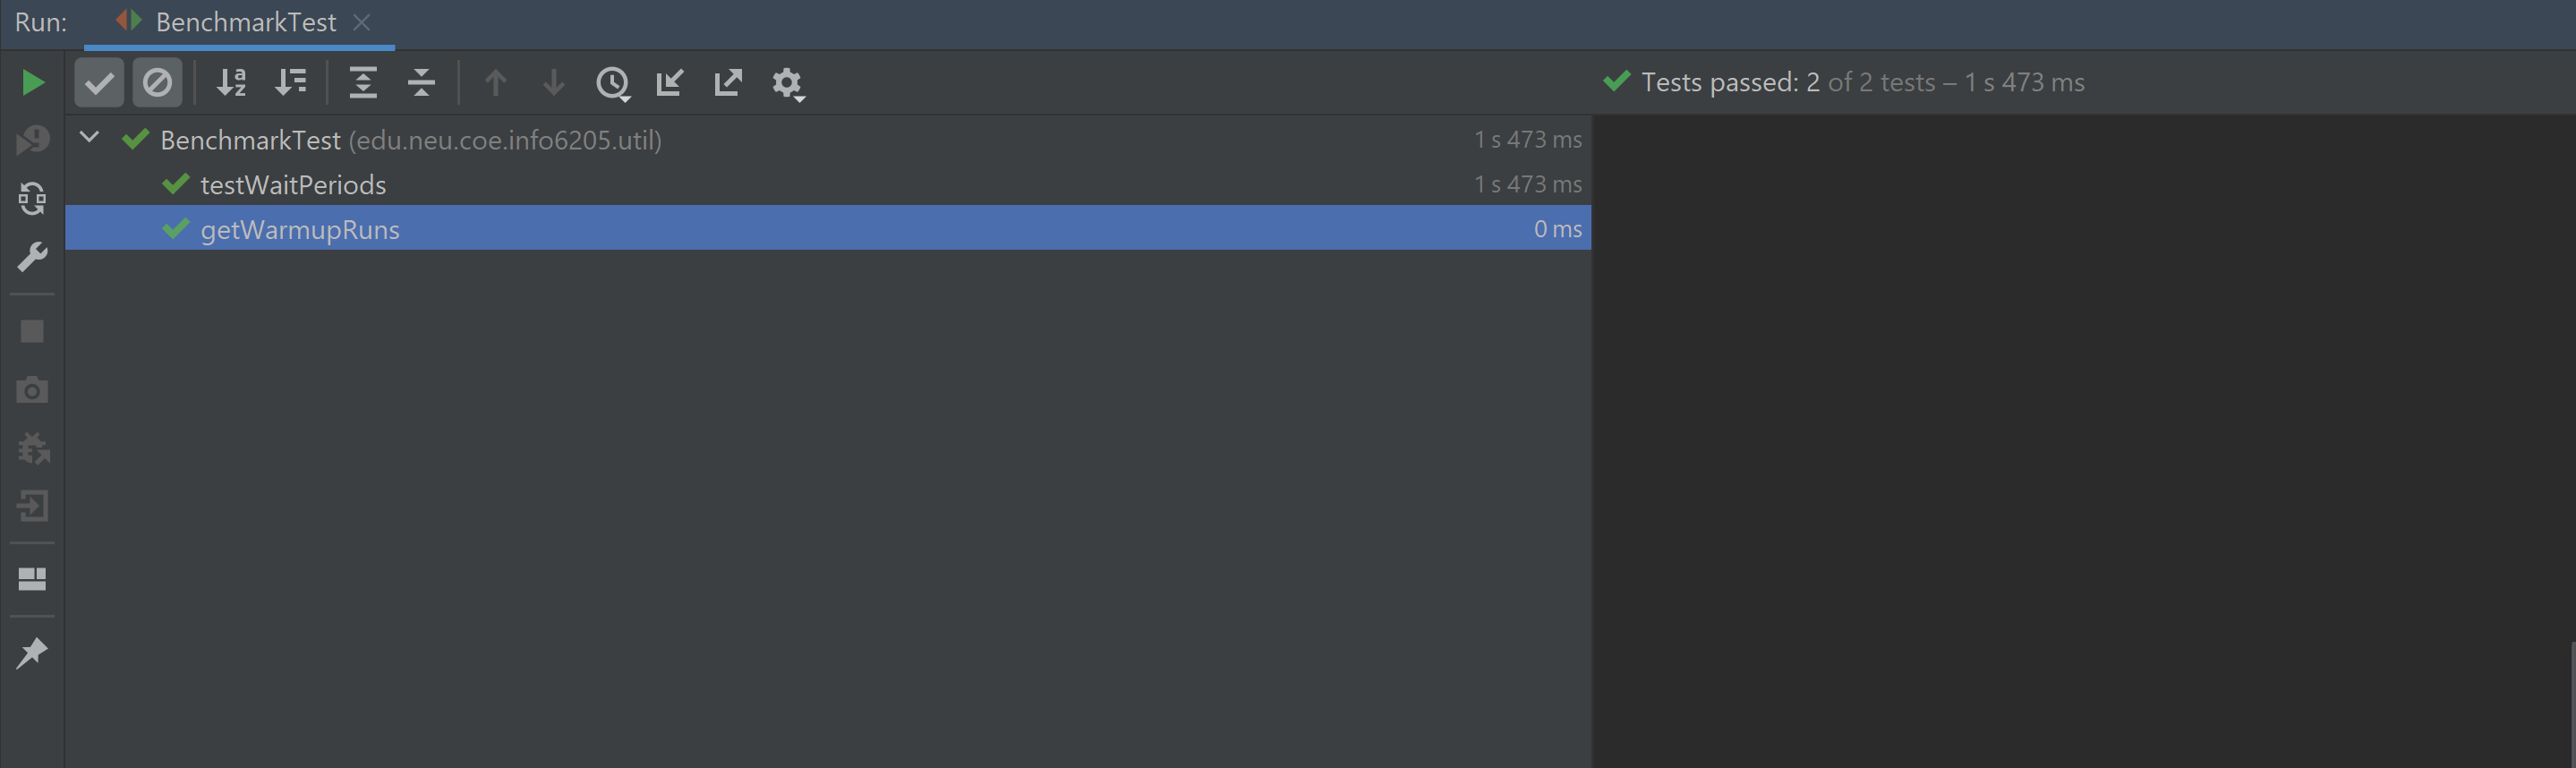 Run: BenchmarkTest
Tests passed: 2 of 2 tests – 1 s 473 ms
BenchmarkTest (edu.neu.coe.info6205.util) 1 s 473 ms
testWaitPeriods 1 s 473 ms
getWarmupRuns 0 ms